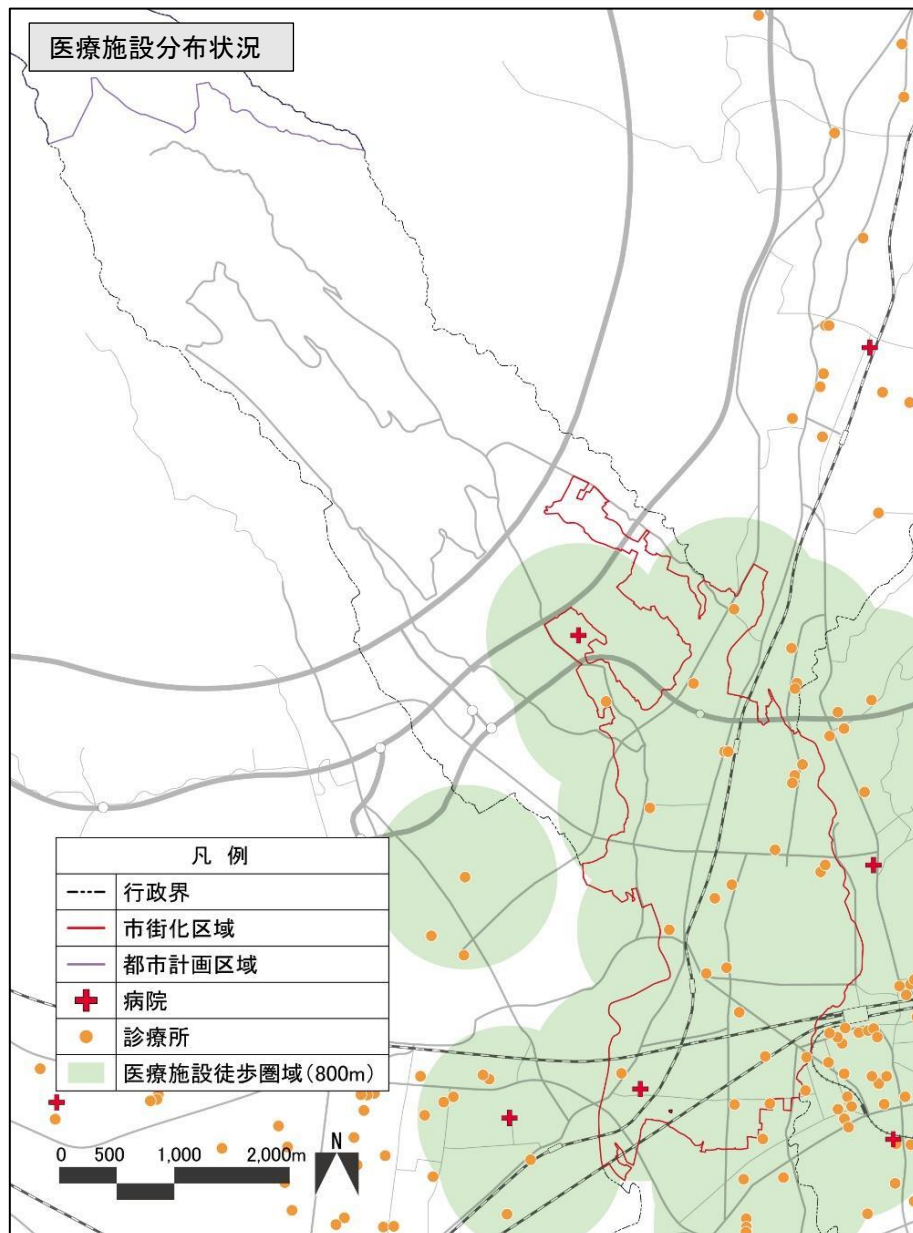 医療施設分布状況
凡 例
行政界
市街化区域
都市計画区域
病院
診療所
医療施設徒歩圏域(800m)
0 500 1,000 2,000m
N